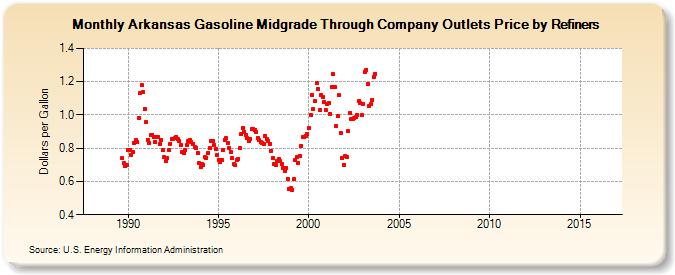 Monthly Arkansas Gasoline Midgrade Through Company Outlets Price by Refiners
Dollars per Gallon
1.4
1.2
1.0
0.8
0.6
0.4
1990 1995 2000 2005 2010 2015
Source: U.S. Energy Information Administration